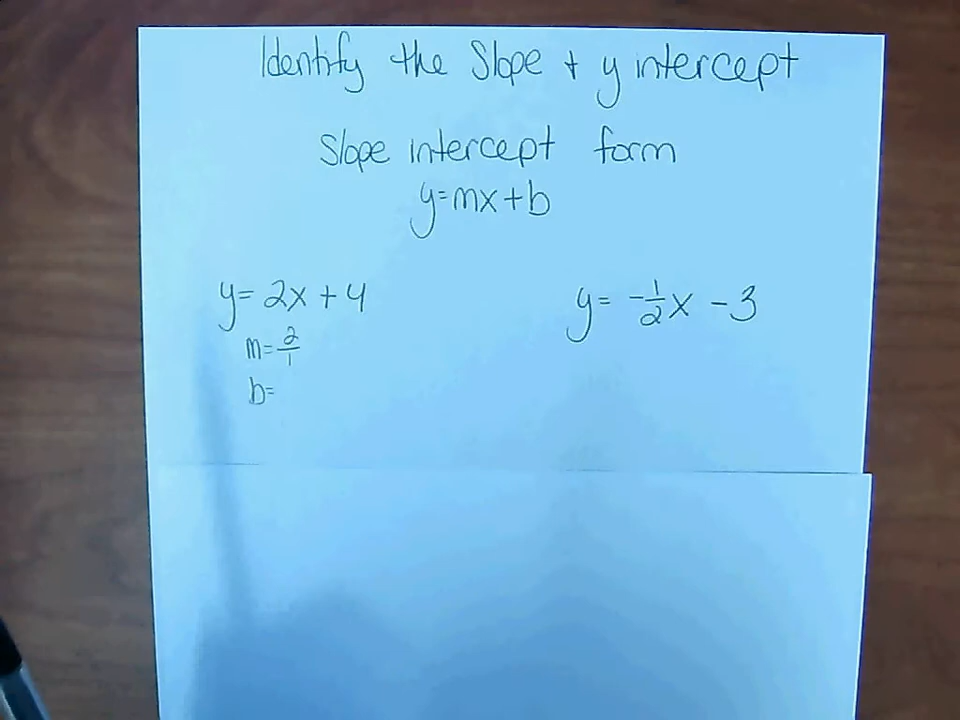 Identify the Slope + y intercept
Slope intercept form
y=mx+b
y= 2x + 4
m= 2/1
b=
y= -1/2x - 3